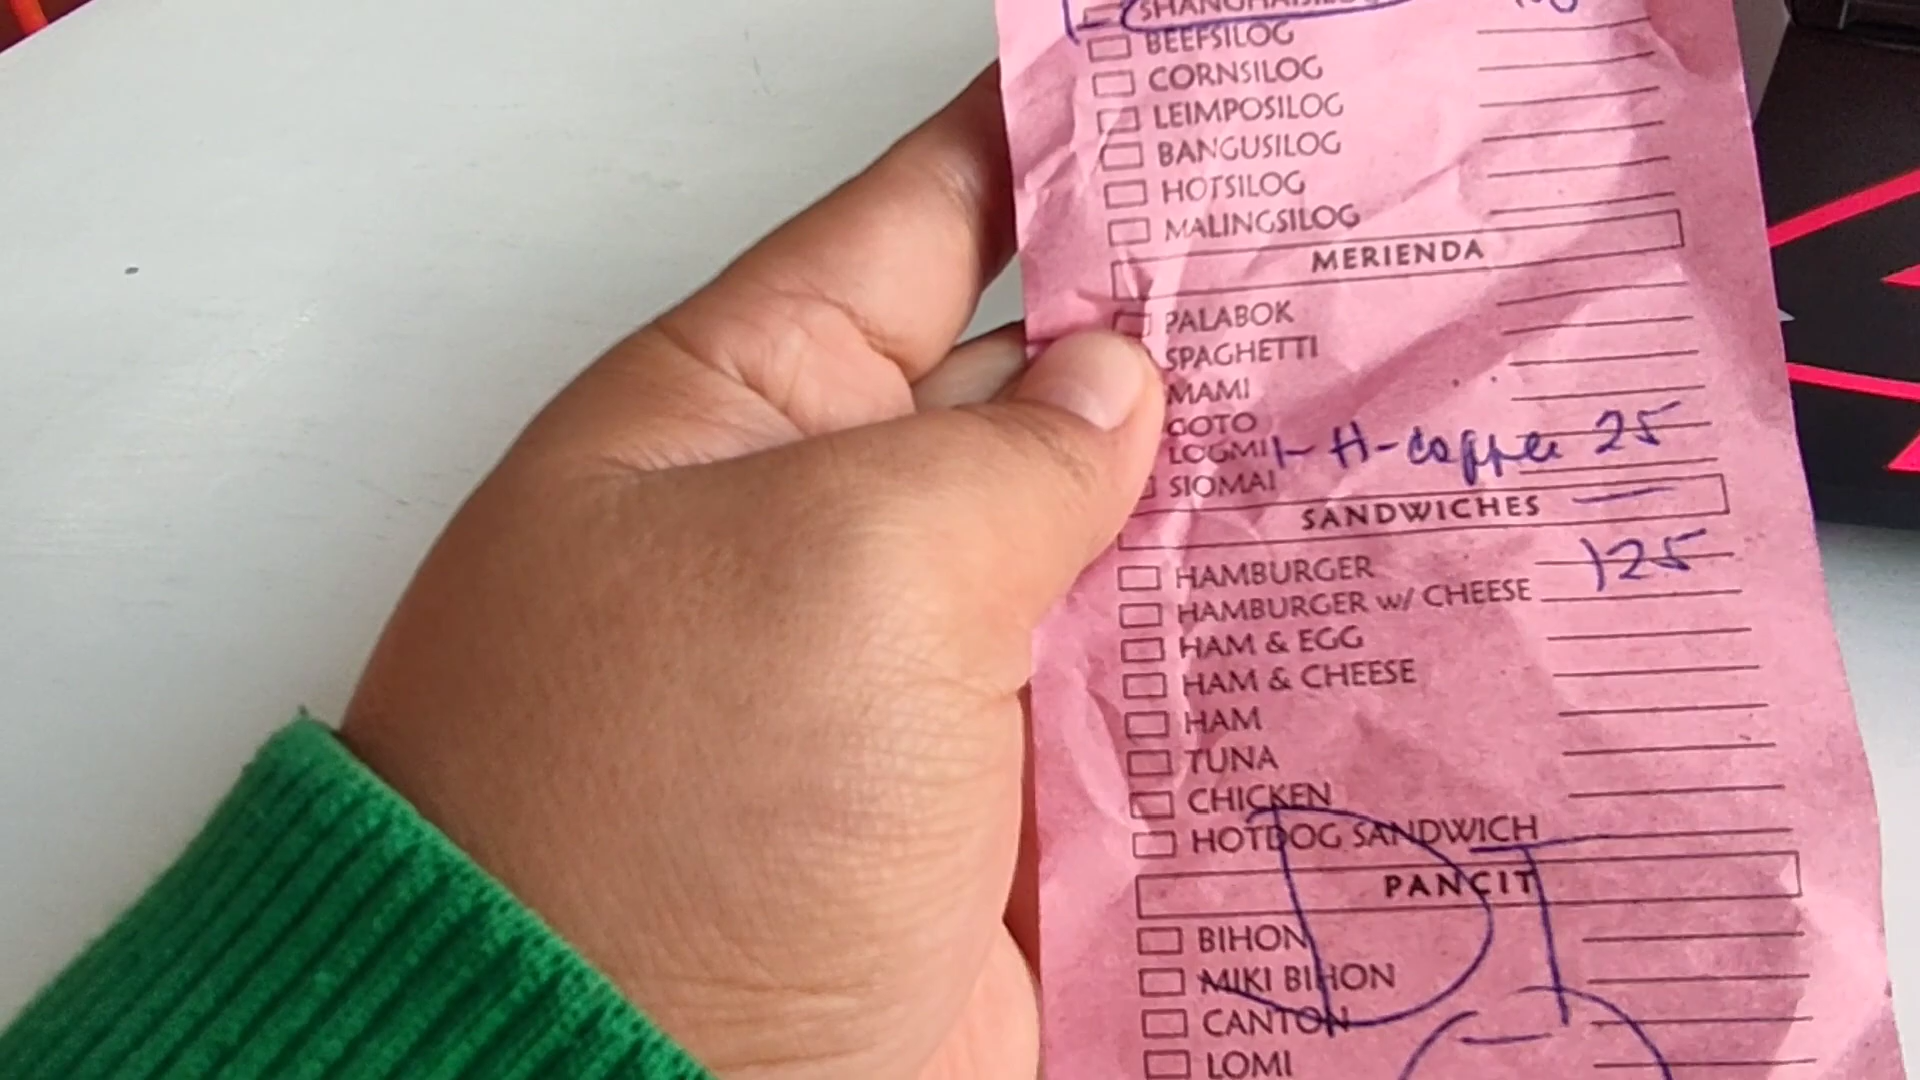 BEEFSILOG
CORNSILOG
LEIMPOSILOG
BANGUSILOG
HOTSILOG
MALINGSILOG
MERIENDA
PALABOK
SPAGHETTI
MAMI
GOTO
LOGMI 1- H-coffee 25
SIOMAI
SANDWICHES
HAMBURGER 125
HAMBURGER w/ CHEESE
HAM & EGG
HAM & CHEESE
HAM
TUNA
CHICKEN
HOTDOG SANDWICH
PANCIT
BIHON
MIKI BIHON
CANTON
LOMI